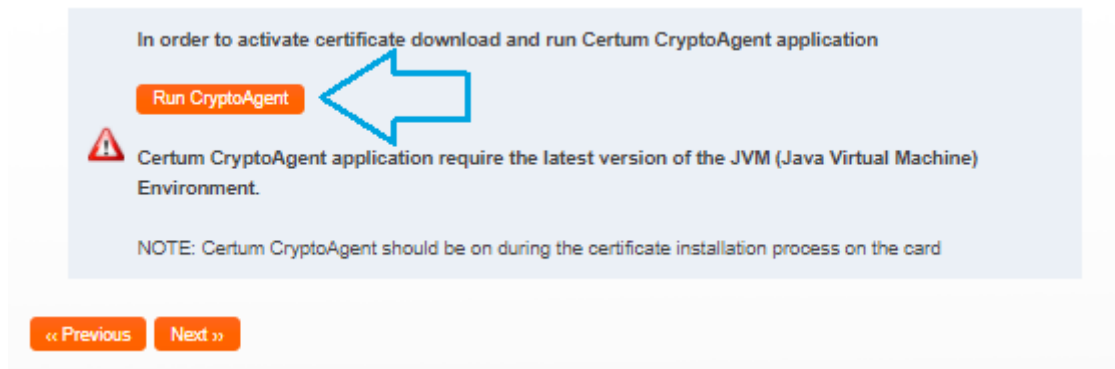 In order to activate certificate download and run Certum CryptoAgent application
Run CryptoAgent
Certum CryptoAgent application require the latest version of the JVM (Java Virtual Machine)
Environment.
NOTE: Certum CryptoAgent should be on during the certificate installation process on the card
« Previous
Next »